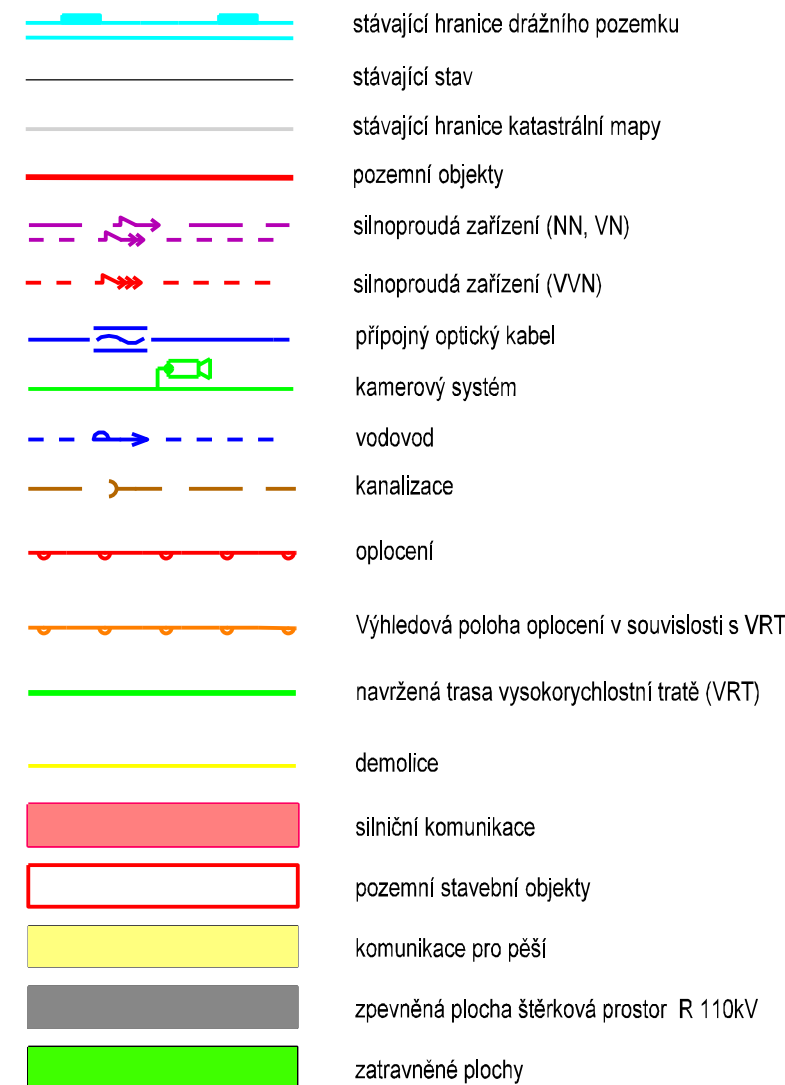 stávající hranice drážního pozemku
stávající stav
stávající hranice katastrální mapy
pozemní objekty
silnoproudá zařízení (NN, VN)
silnoproudá zařízení (VVN)
přípojný optický kabel
kamerový systém
vodovod
kanalizace
oplocení
Výhledová poloha oplocení v souvislosti s VRT
navržená trasa vysokorychlostní tratě (VRT)
demolice
silniční komunikace
pozemní stavební objekty
komunikace pro pěší
zpevněná plocha štěrková prostor R 110kV
zatravněné plochy